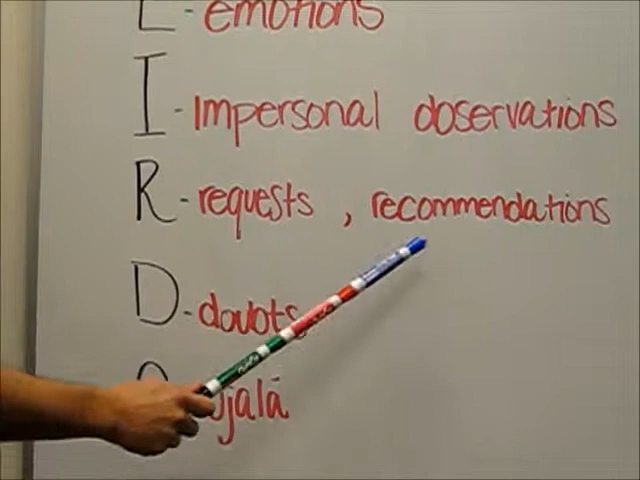 E - emotions
I - Impersonal observations
R - requests, recommendations
D - doubts
O - ojalá